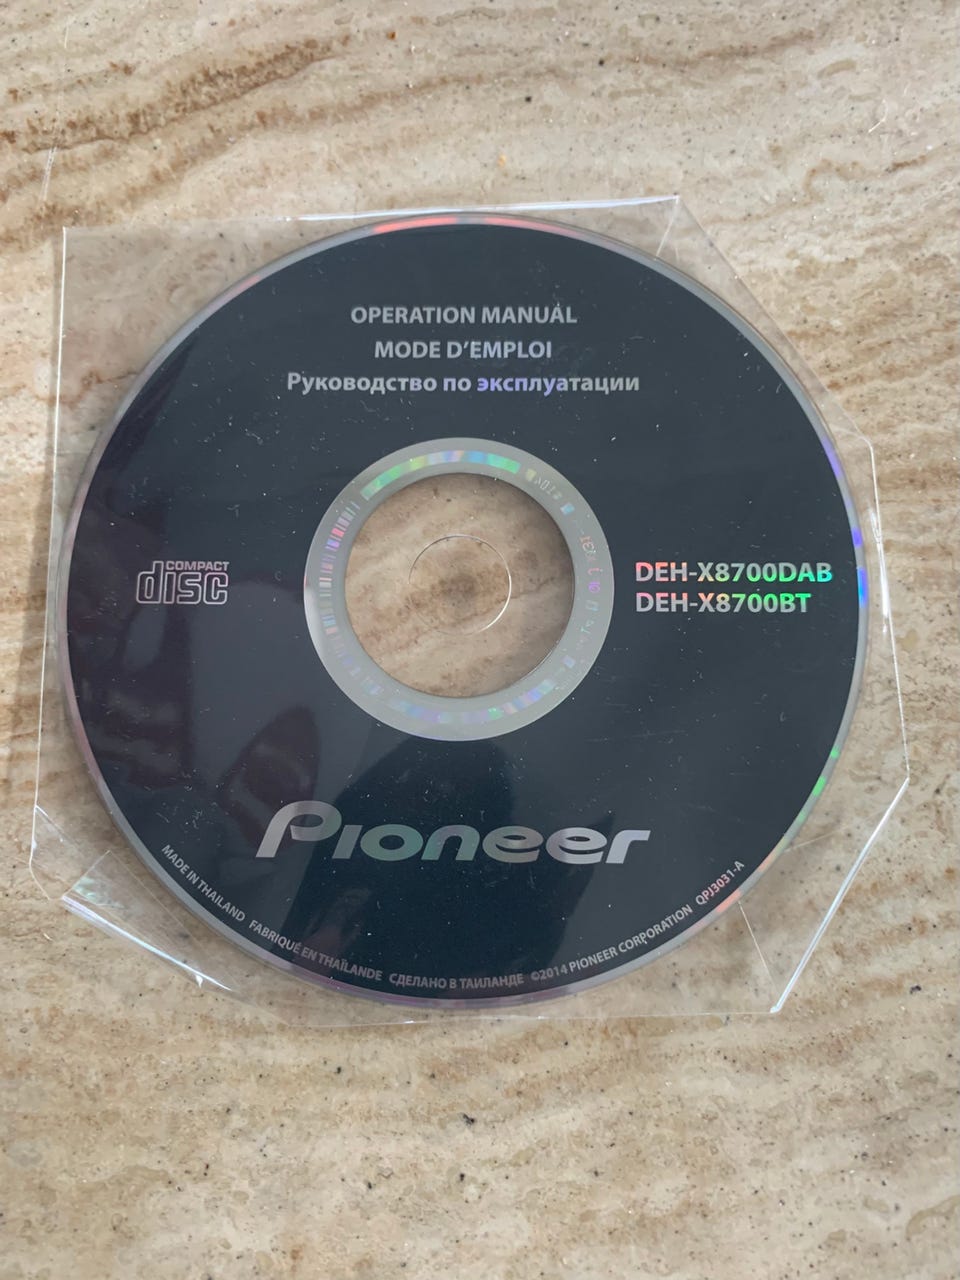 OPERATION MANUAL
MODE D'EMPLOI
Руководство по эксплуатации
COMPACT
disc
DEH-X8700DAB
DEH-X8700BT
Pioneer
MADE IN THAILAND FABRIQUÉ EN THAÏLANDE СДЕЛАНО В ТАИЛАНДЕ ©2014 PIONEER CORPORATION QPJ3031-A